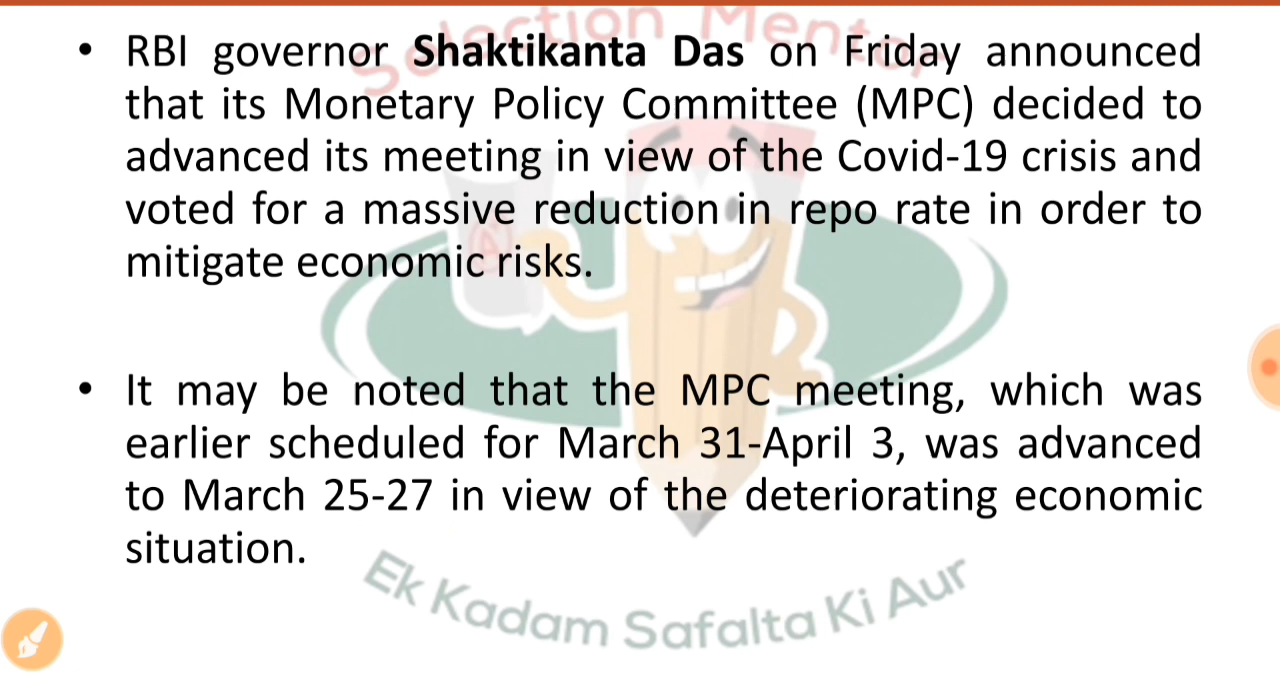 Selection Mentor
• RBI governor Shaktikanta Das on Friday announced
that its Monetary Policy Committee (MPC) decided to
advanced its meeting in view of the Covid-19 crisis and
voted for a massive reduction in repo rate in order to
mitigate economic risks.
• It may be noted that the MPC meeting, which was
earlier scheduled for March 31-April 3, was advanced
to March 25-27 in view of the deteriorating economic
situation.
Ek Kadam Safalta Ki Aur